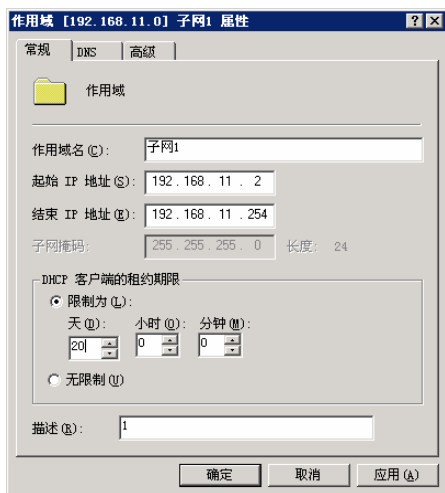 作用域 [192.168.11.0] 子网1 属性
常规 DNS 高级
作用域
作用域名(C): 子网1
起始 IP 地址(S): 192 . 168 . 11 . 2
结束 IP 地址(E): 192 . 168 . 11 . 254
子网掩码: 255 . 255 . 255 . 0 长度: 24
DHCP 客户端的租约期限
限制为(L):
天(D): 小时(O): 分钟(M):
20 0 0
无限制(U)
描述(R): 1
确定 取消 应用(A)